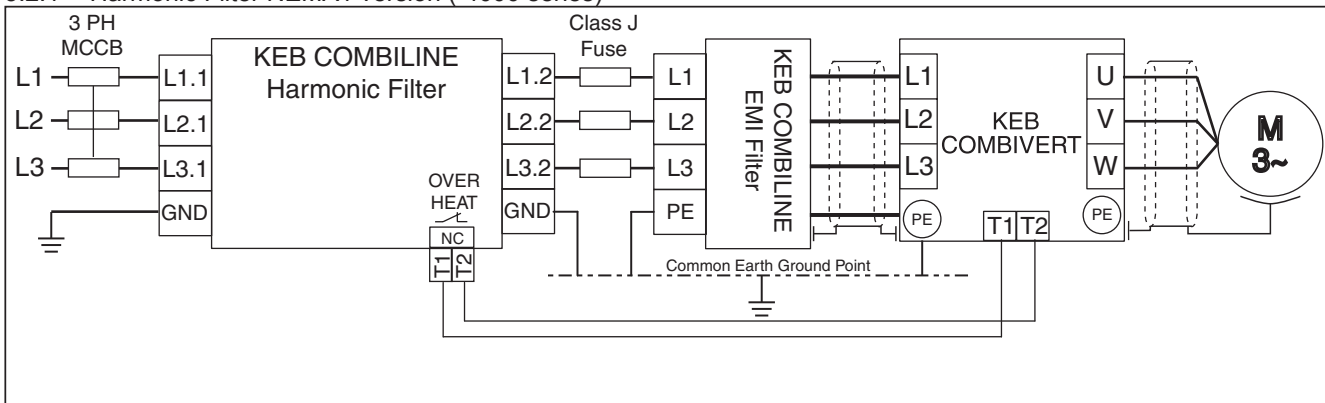 3 PH
MCCB
L1
L2
L3
L1.1
L2.1
L3.1
GND
KEB COMBILINE
Harmonic Filter
OVER
HEAT
NC
T1
T2
L1.2
L2.2
L3.2
GND
Class J
Fuse
L1
L2
L3
PE
KEB COMBILINE
EMI Filter
L1
L2
L3
PE
KEB
COMBIVERT
T1 T2
U
V
W
PE
M
3~
Common Earth Ground Point